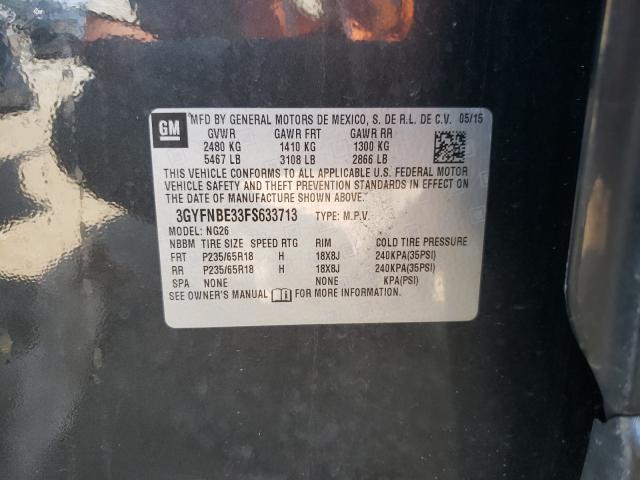 GM
MFD BY GENERAL MOTORS DE MEXICO, S. DE R.L. DE C.V. 05/15
GVWR GAWR FRT GAWR RR
2480 KG 1410 KG 1300 KG
5467 LB 3108 LB 2866 LB
THIS VEHICLE CONFORMS TO ALL APPLICABLE U.S. FEDERAL MOTOR
VEHICLE SAFETY AND THEFT PREVENTION STANDARDS IN EFFECT ON
THE DATE OF MANUFACTURE SHOWN ABOVE.
3GYFNBE33FS633713 TYPE: M.P.V.
MODEL: NG26
NBBM TIRE SIZE SPEED RTG RIM COLD TIRE PRESSURE
FRT P235/65R18 H 18X8J 240KPA(35PSI)
RR P235/65R18 H 18X8J 240KPA(35PSI)
SPA NONE NONE KPA(PSI)
SEE OWNER'S MANUAL i FOR MORE INFORMATION.